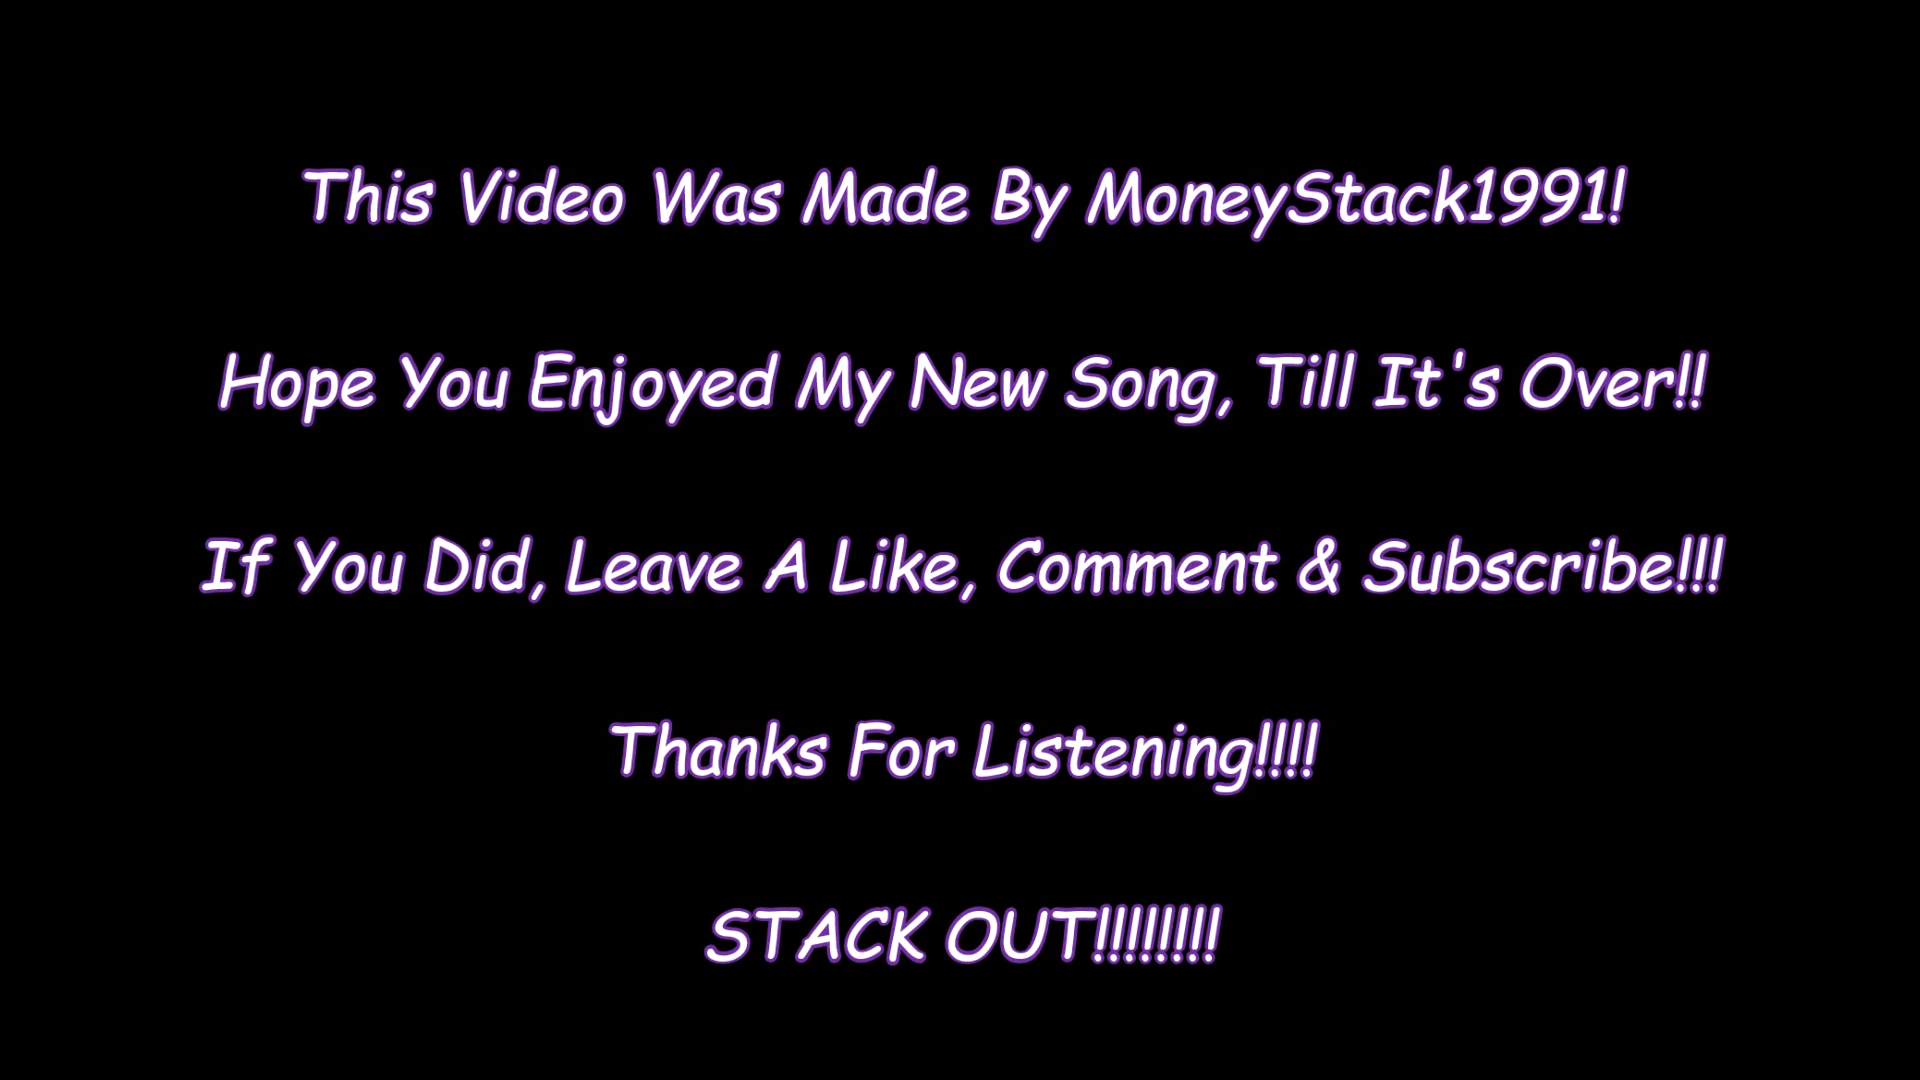 This Video Was Made By MoneyStack1991!
Hope You Enjoyed My New Song, Till It's Over!!
If You Did, Leave A Like, Comment & Subscribe!!!
Thanks For Listening!!!!
STACK OUT!!!!!!!!